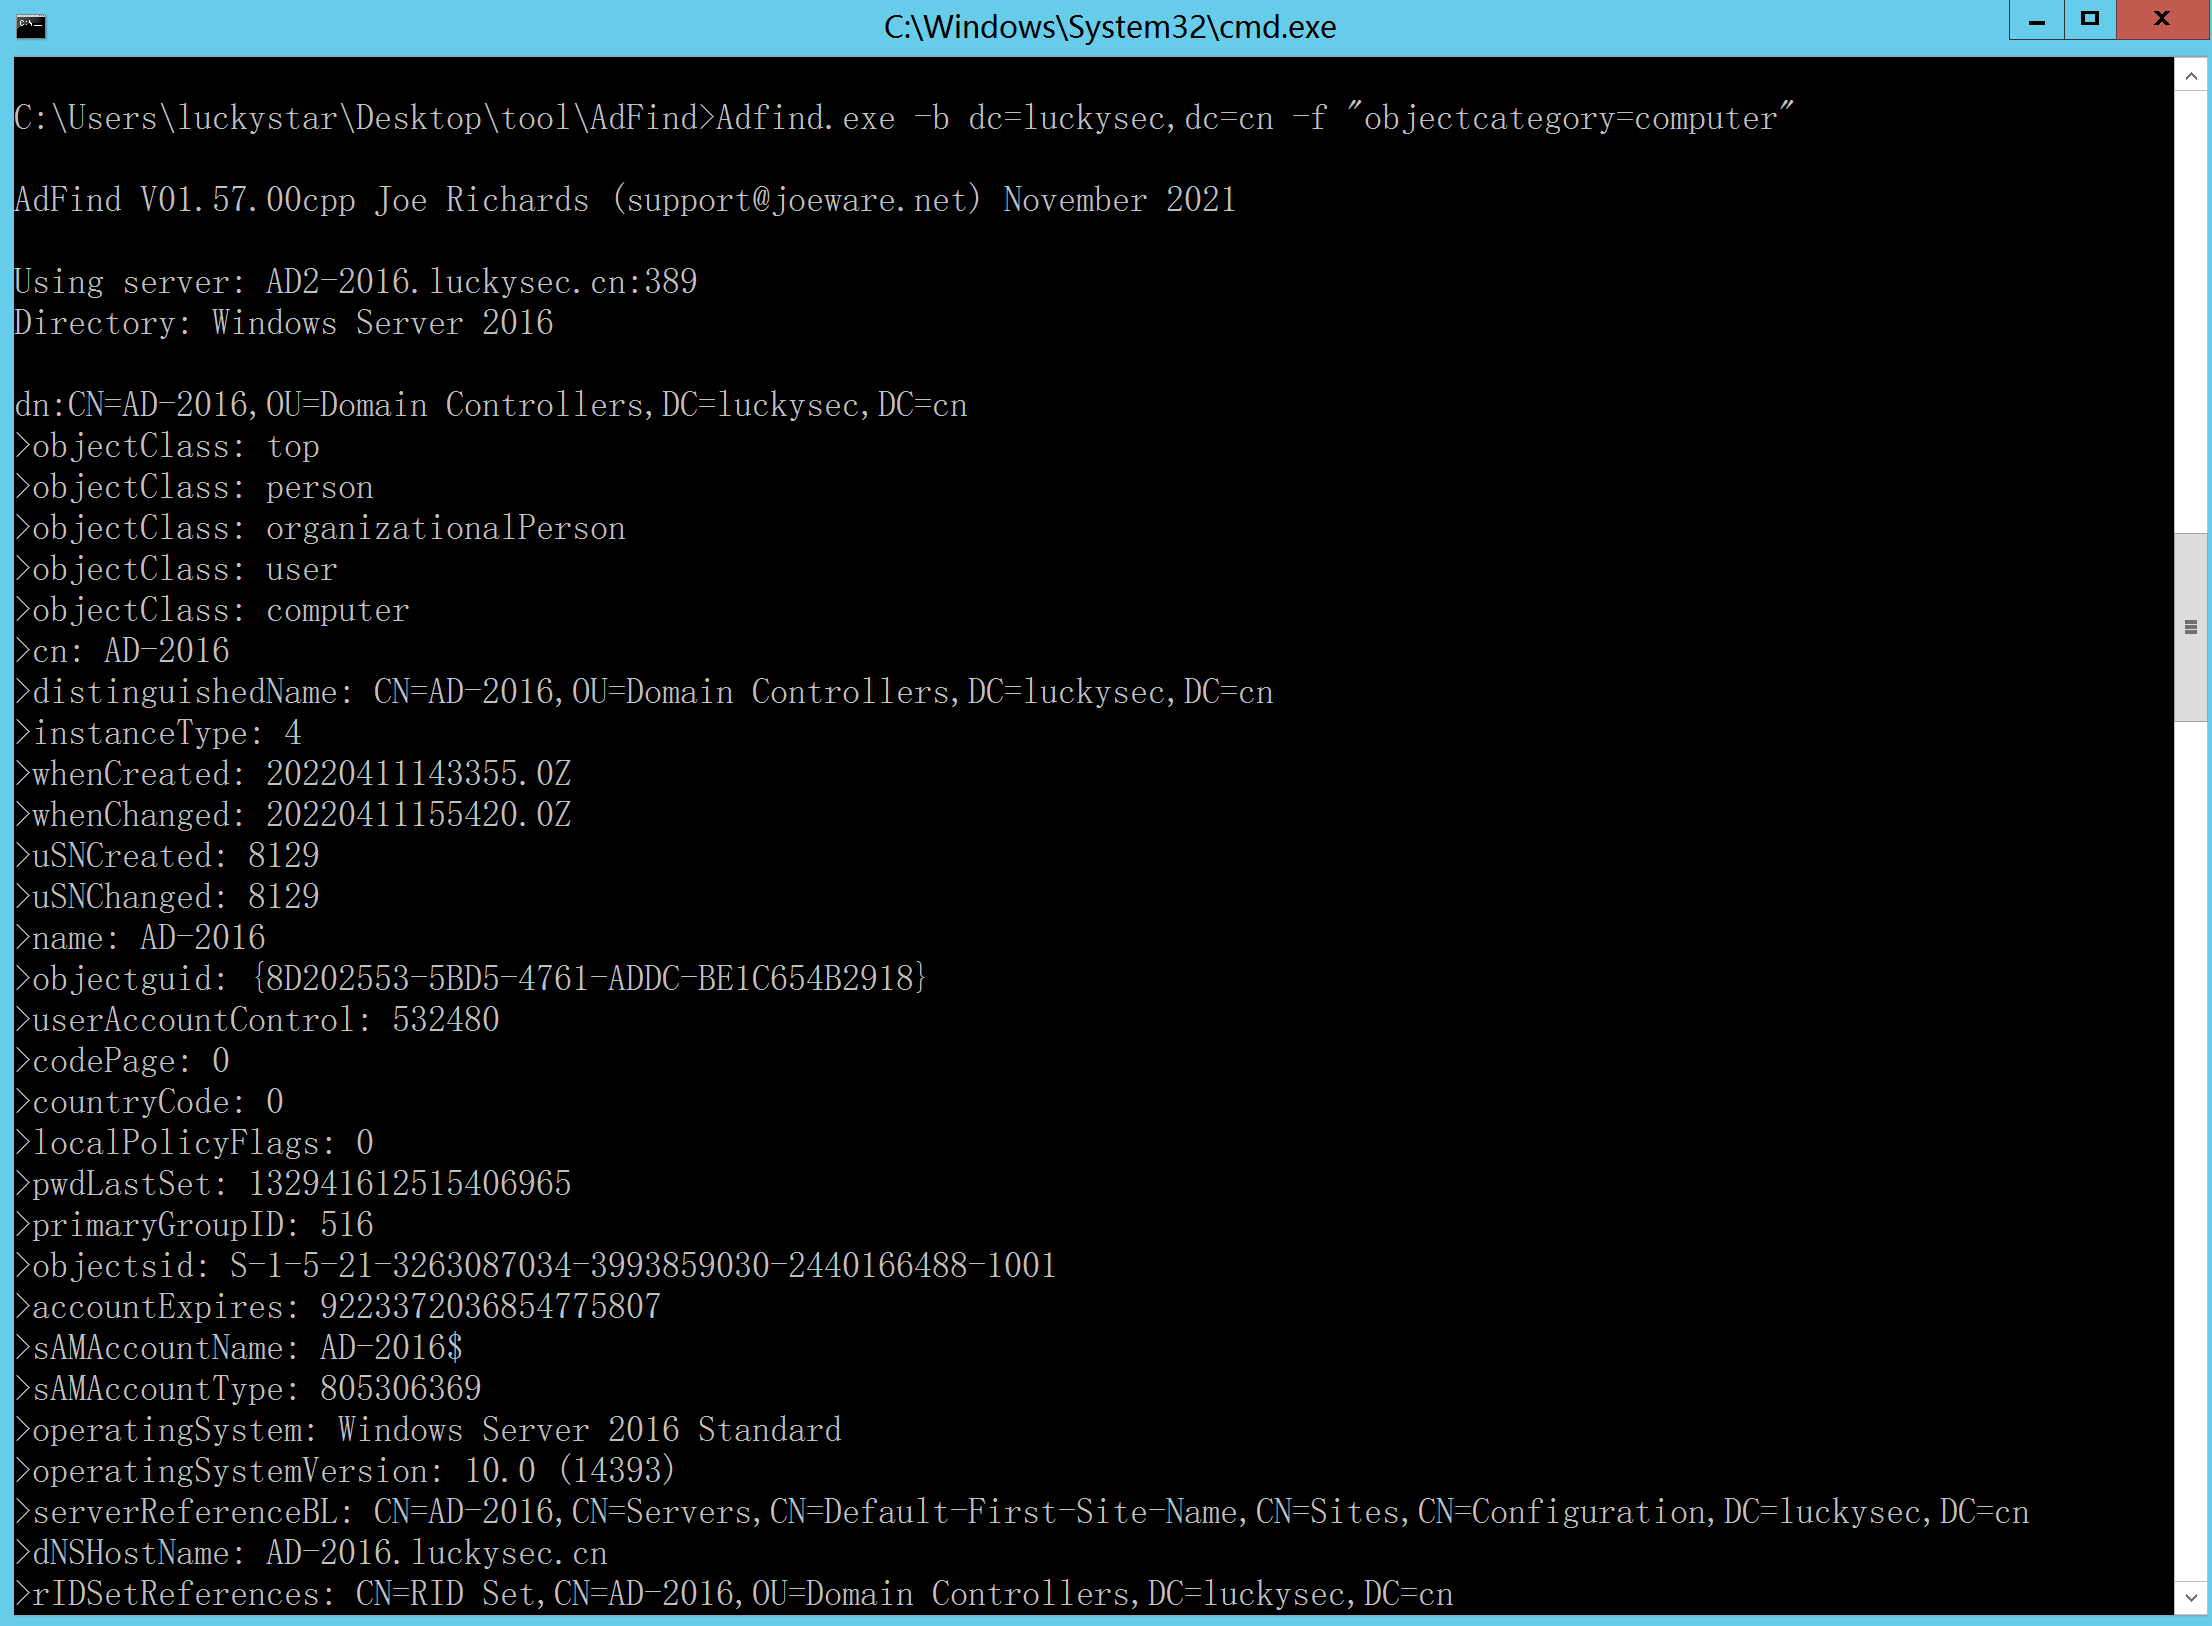 C:\Windows\System32\cmd.exe
C:\Users\luckystar\Desktop\tool\AdFind>Adfind.exe -b dc=luckysec,dc=cn -f "objectcategory=computer"
AdFind V01.57.00cpp Joe Richards (support@joeware.net) November 2021
Using server: AD2-2016.luckysec.cn:389
Directory: Windows Server 2016
dn:CN=AD-2016,OU=Domain Controllers,DC=luckysec,DC=cn
>objectClass: top
>objectClass: person
>objectClass: organizationalPerson
>objectClass: user
>objectClass: computer
>cn: AD-2016
>distinguishedName: CN=AD-2016,OU=Domain Controllers,DC=luckysec,DC=cn
>instanceType: 4
>whenCreated: 20220411143355.0Z
>whenChanged: 20220411155420.0Z
>uSNCreated: 8129
>uSNChanged: 8129
>name: AD-2016
>objectguid: {8D202553-5BD5-4761-ADDC-BE1C654B2918}
>userAccountControl: 532480
>codePage: 0
>countryCode: 0
>localPolicyFlags: 0
>pwdLastSet: 132941612515406965
>primaryGroupID: 516
>objectsid: S-1-5-21-3263087034-3993859030-2440166488-1001
>accountExpires: 9223372036854775807
>sAMAccountName: AD-2016$
>sAMAccountType: 805306369
>operatingSystem: Windows Server 2016 Standard
>operatingSystemVersion: 10.0 (14393)
>serverReferenceBL: CN=AD-2016,CN=Servers,CN=Default-First-Site-Name,CN=Sites,CN=Configuration,DC=luckysec,DC=cn
>dNSHostName: AD-2016.luckysec.cn
>rIDSetReferences: CN=RID Set,CN=AD-2016,OU=Domain Controllers,DC=luckysec,DC=cn